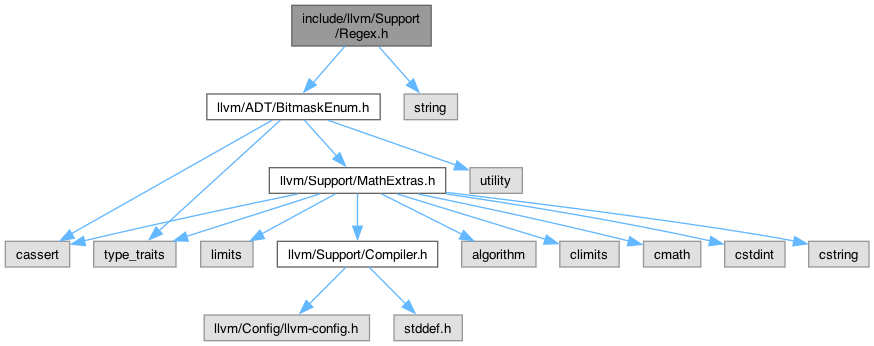 include/llvm/Support
/Regex.h
llvm/ADT/BitmaskEnum.h
string
llvm/Support/MathExtras.h
utility
cassert
type_traits
limits
llvm/Support/Compiler.h
algorithm
climits
cmath
cstdint
cstring
llvm/Config/llvm-config.h
stddef.h